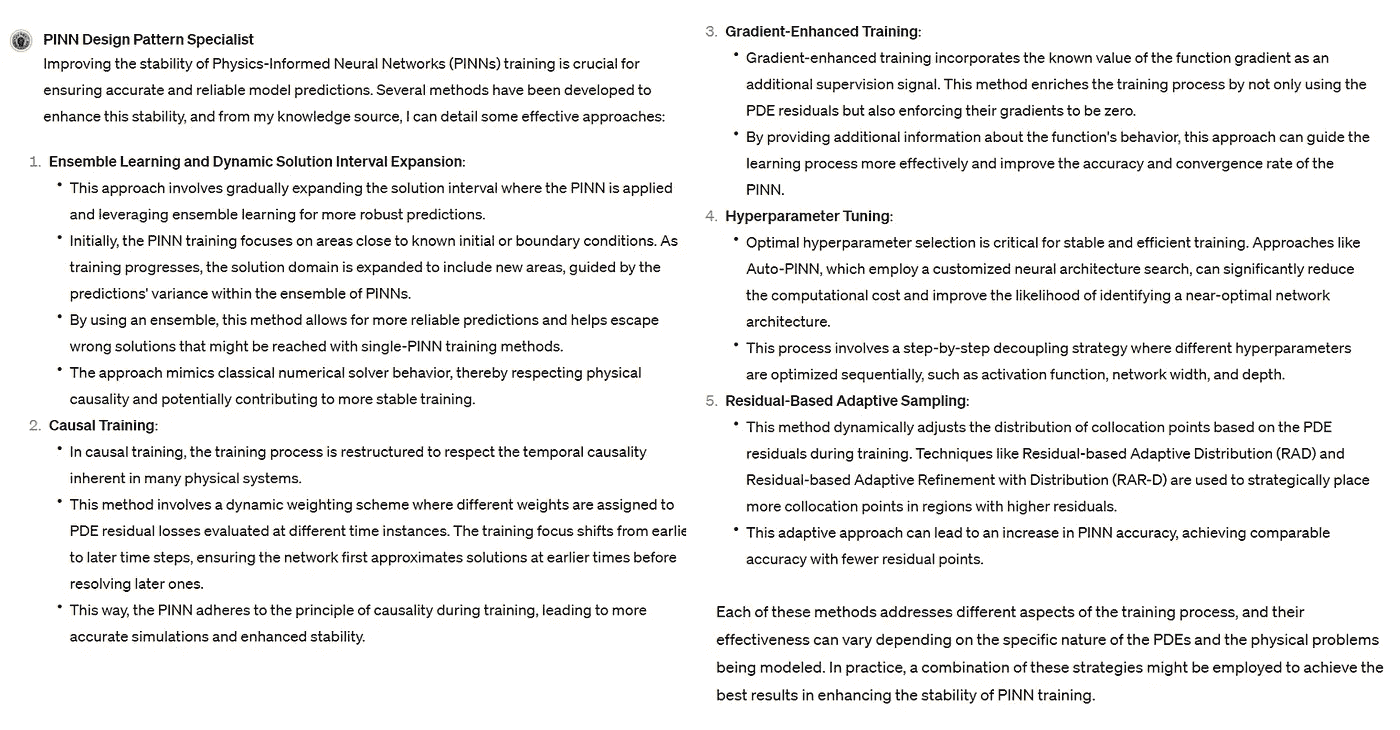 PINN Design Pattern Specialist
Improving the stability of Physics-Informed Neural Networks (PINNs) training is crucial for
ensuring accurate and reliable model predictions. Several methods have been developed to
enhance this stability, and from my knowledge source, I can detail some effective approaches:
1. Ensemble Learning and Dynamic Solution Interval Expansion:
• This approach involves gradually expanding the solution interval where the PINN is applied
and leveraging ensemble learning for more robust predictions.
• Initially, the PINN training focuses on areas close to known initial or boundary conditions. As
training progresses, the solution domain is expanded to include new areas, guided by the
predictions' variance within the ensemble of PINNs.
• By using an ensemble, this method allows for more reliable predictions and helps escape
wrong solutions that might be reached with single-PINN training methods.
• The approach mimics classical numerical solver behavior, thereby respecting physical
causality and potentially contributing to more stable training.
2. Causal Training:
• In causal training, the training process is restructured to respect the temporal causality
inherent in many physical systems.
• This method involves a dynamic weighting scheme where different weights are assigned to
PDE residual losses evaluated at different time instances. The training focus shifts from earlie
to later time steps, ensuring the network first approximates solutions at earlier times before
resolving later ones.
• This way, the PINN adheres to the principle of causality during training, leading to more
accurate simulations and enhanced stability.
3. Gradient-Enhanced Training:
• Gradient-enhanced training incorporates the known value of the function gradient as an
additional supervision signal. This method enriches the training process by not only using the
PDE residuals but also enforcing their gradients to be zero.
• By providing additional information about the function's behavior, this approach can guide the
learning process more effectively and improve the accuracy and convergence rate of the
PINN.
4. Hyperparameter Tuning:
• Optimal hyperparameter selection is critical for stable and efficient training. Approaches like
Auto-PINN, which employ a customized neural architecture search, can significantly reduce
the computational cost and improve the likelihood of identifying a near-optimal network
architecture.
• This process involves a step-by-step decoupling strategy where different hyperparameters
are optimized sequentially, such as activation function, network width, and depth.
5. Residual-Based Adaptive Sampling:
• This method dynamically adjusts the distribution of collocation points based on the PDE
residuals during training. Techniques like Residual-based Adaptive Distribution (RAD) and
Residual-based Adaptive Refinement with Distribution (RAR-D) are used to strategically place
more collocation points in regions with higher residuals.
• This adaptive approach can lead to an increase in PINN accuracy, achieving comparable
accuracy with fewer residual points.
Each of these methods addresses different aspects of the training process, and their
effectiveness can vary depending on the specific nature of the PDEs and the physical problems
being modeled. In practice, a combination of these strategies might be employed to achieve the
best results in enhancing the stability of PINN training.